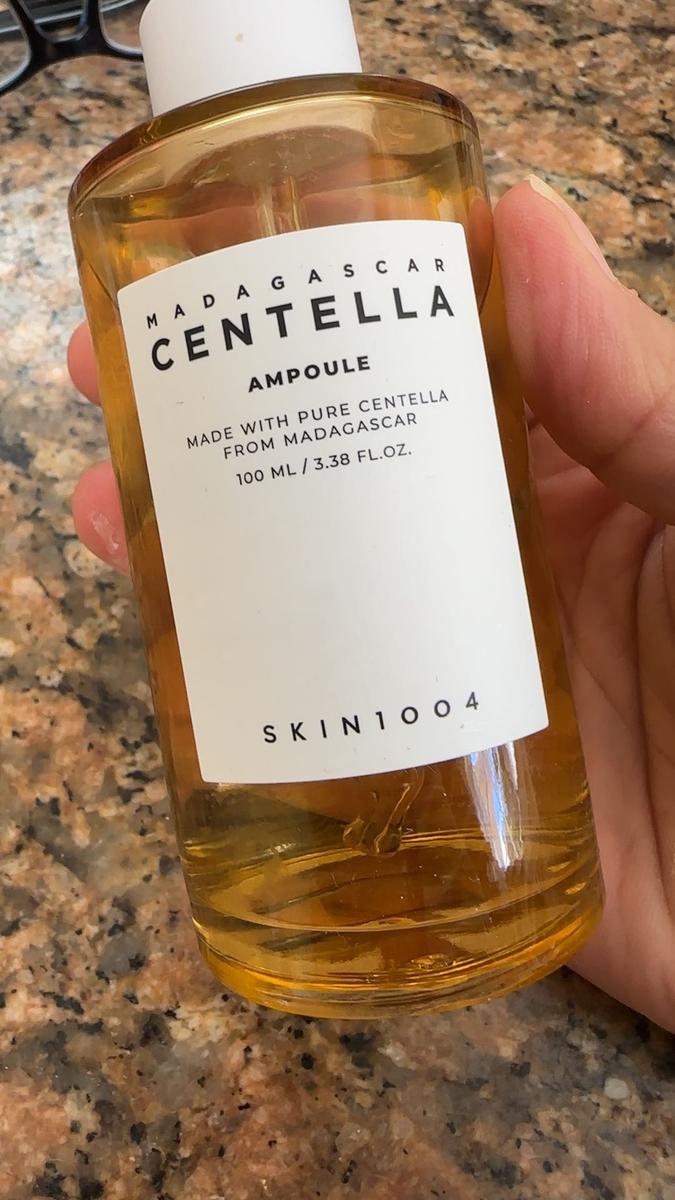 MADAGASCAR
CENTELLA
AMPOULE
MADE WITH PURE CENTELLA
FROM MADAGASCAR
100 ML / 3.38 FL.OZ.
SKIN1004